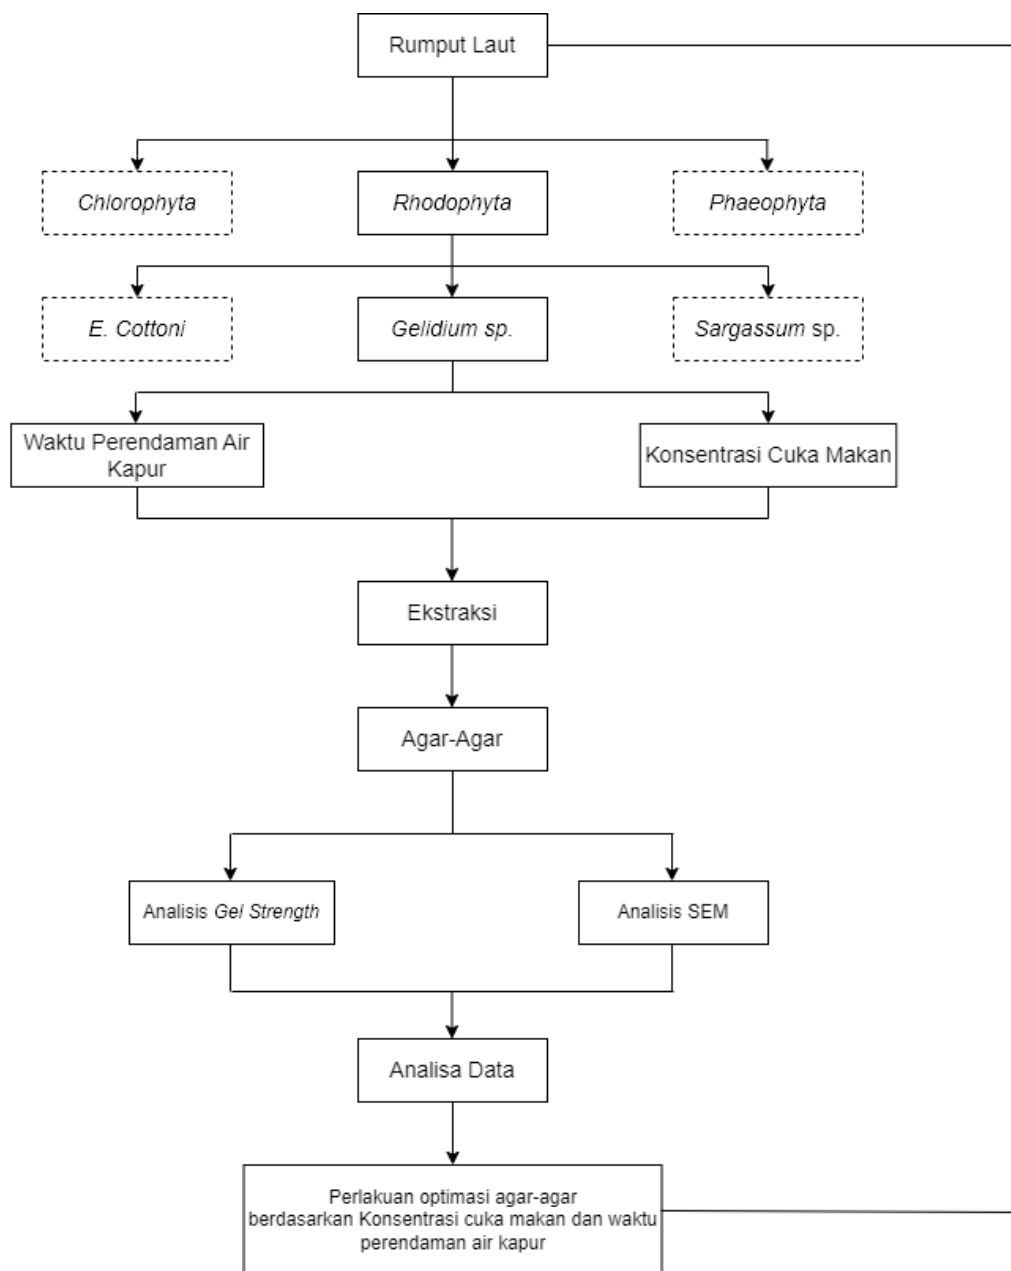 Rumput Laut
Chlorophyta
Rhodophyta
Phaeophyta
E. Cottoni
Gelidium sp.
Sargassum sp.
Waktu Perendaman Air
Kapur
Konsentrasi Cuka Makan
Ekstraksi
Agar-Agar
Analisis Gel Strength
Analisis SEM
Analisa Data
Perlakuan optimasi agar-agar
berdasarkan Konsentrasi cuka makan dan waktu
perendaman air kapur